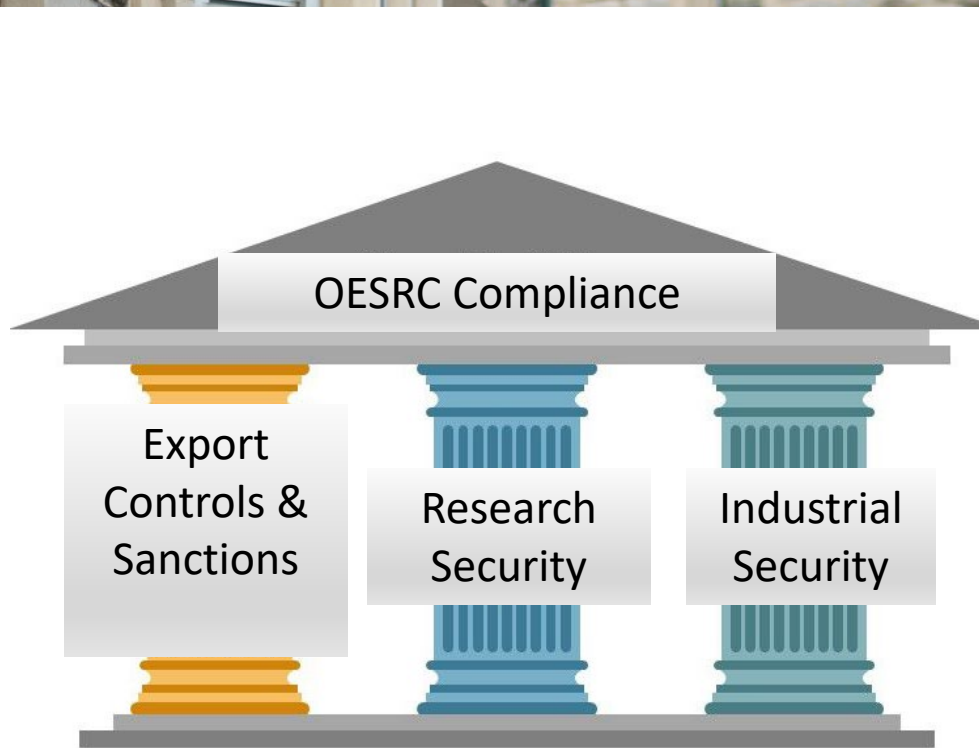 OESRC Compliance
Export
Controls &
Sanctions
Research
Security
Industrial
Security